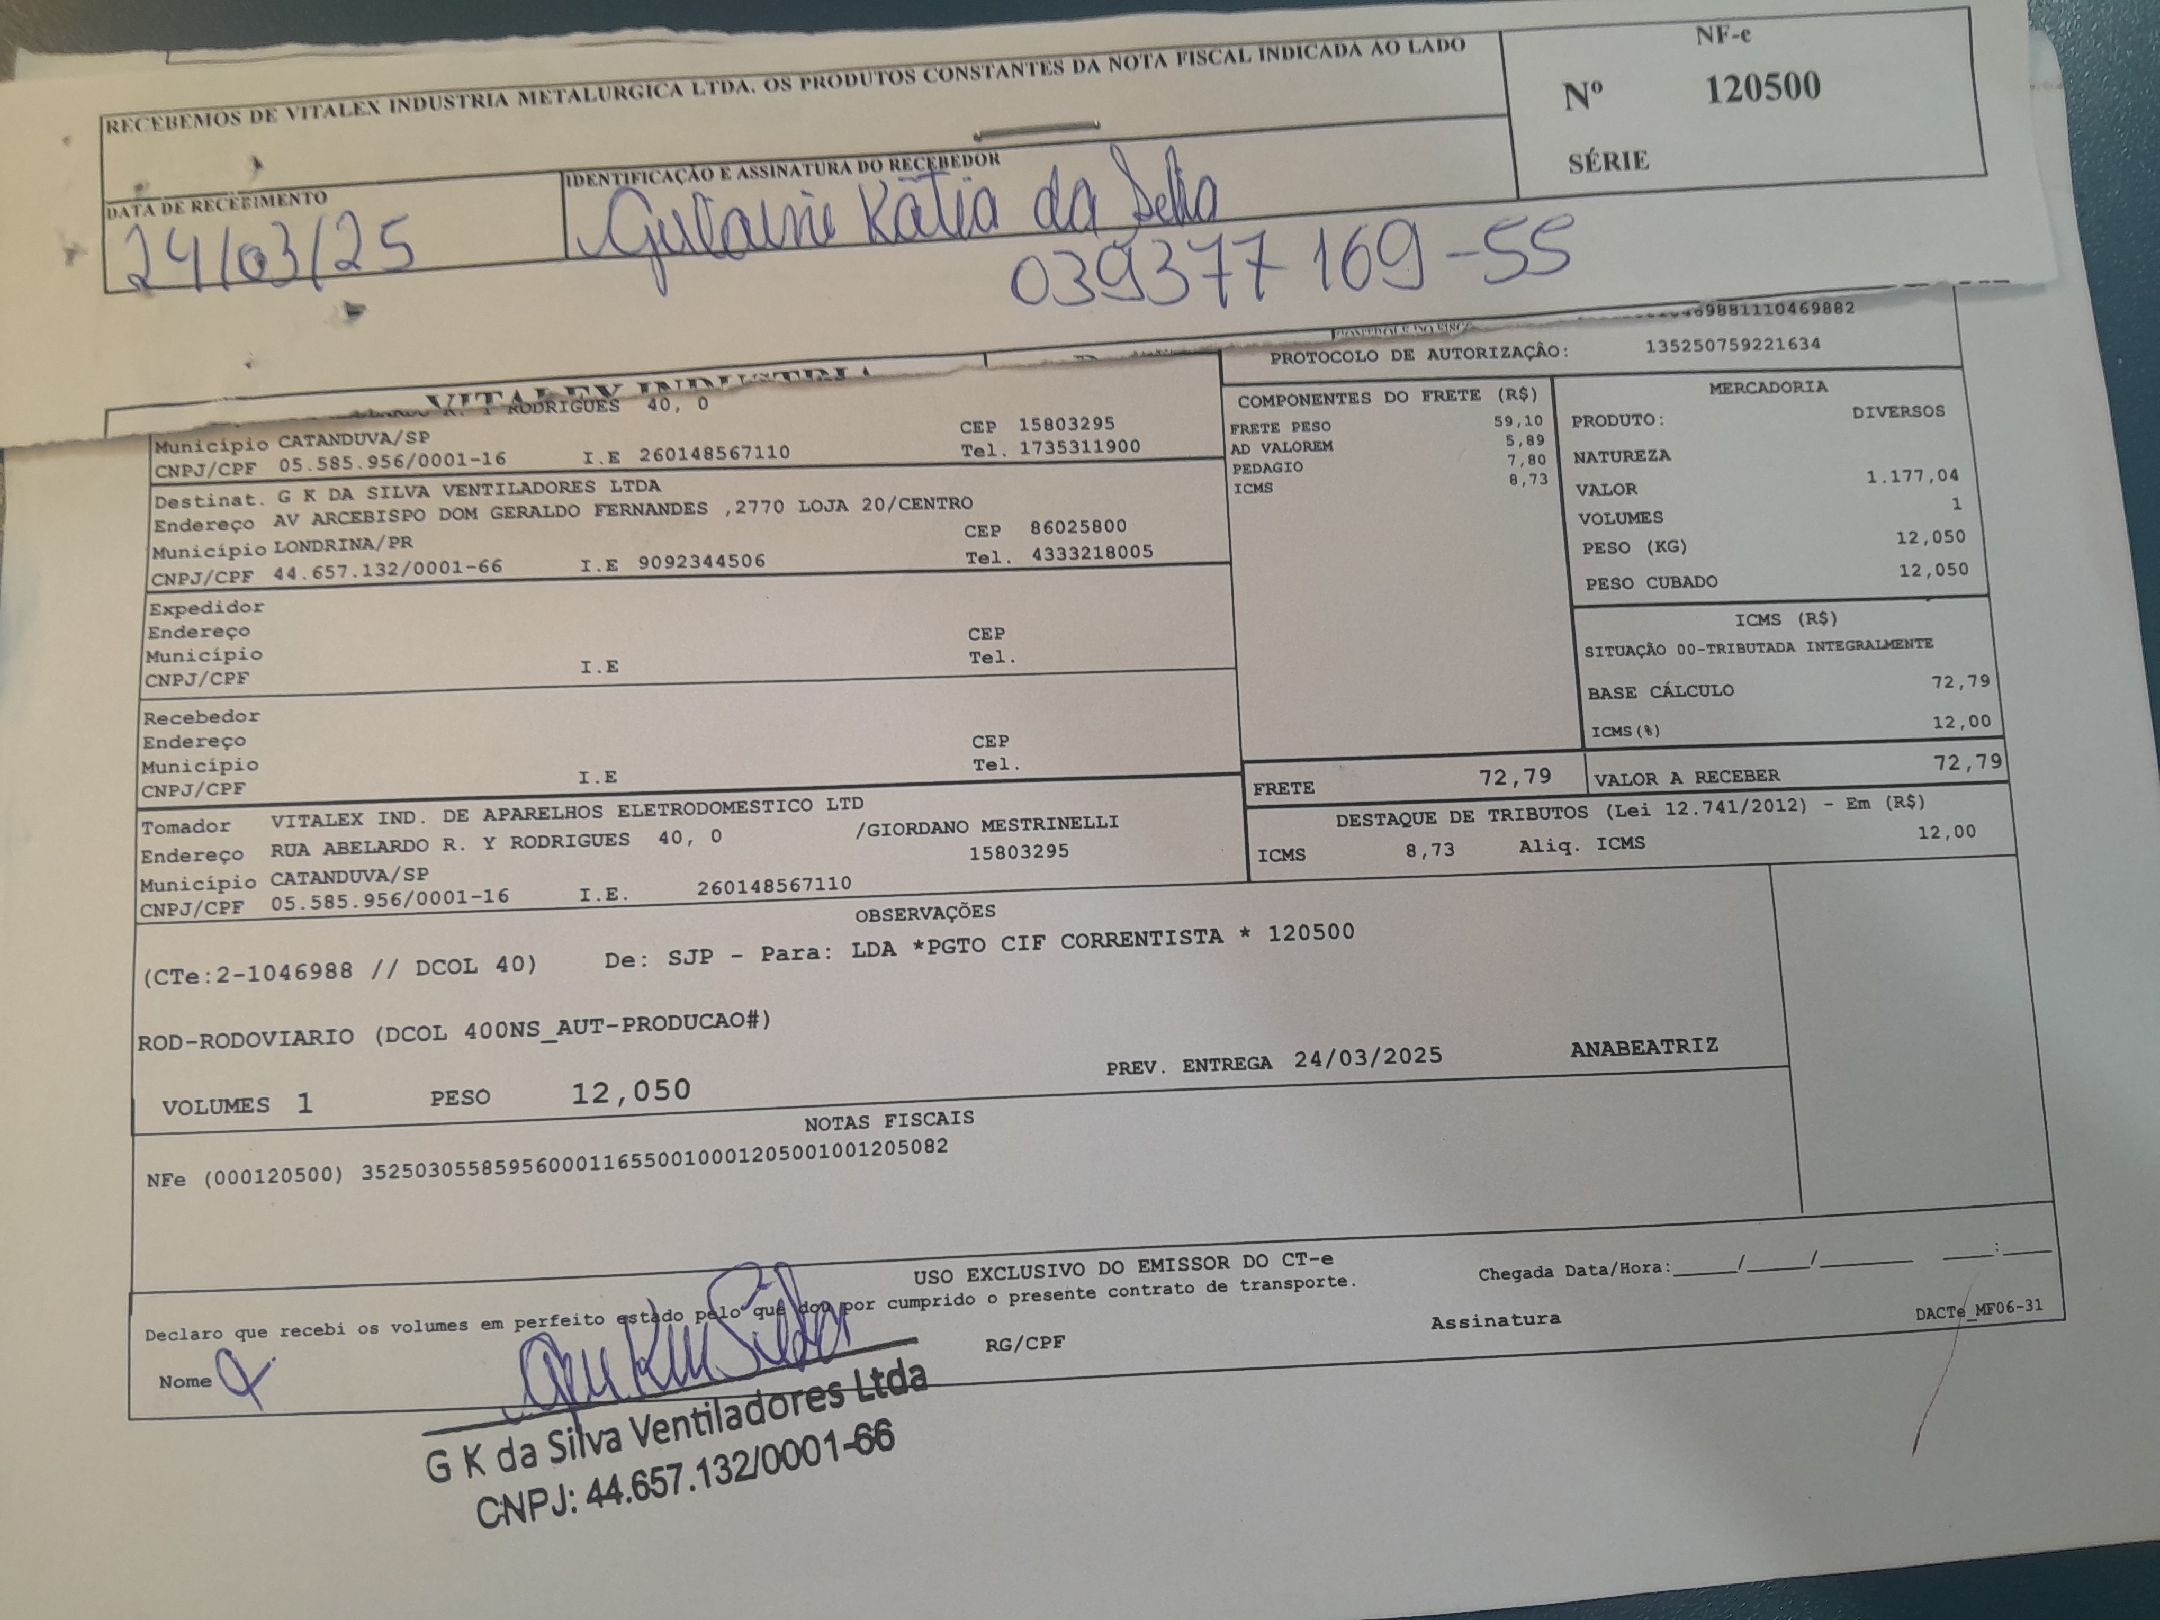 RECEBEMOS DE VITALEX INDUSTRIA METALURGICA LTDA. OS PRODUTOS CONSTANTES DA NOTA FISCAL INDICADA AO LADO
NF-e
Nº 120500
SÉRIE
DATA DE RECEBIMENTO
24/03/25
IDENTIFICAÇÃO E ASSINATURA DO RECEBEDOR
Kátia da
039377169-55
69881110469882
PROTOCOLO DE AUTORIZAÇÃO: 135250759221634
VITALEX INDUSTRIA
RODRIGUES 40, 0
Município CATANDUVA/SP CEP 15803295
CNPJ/CPF 05.585.956/0001-16 I.E 260148567110 Tel. 1735311900
Destinat. G K DA SILVA VENTILADORES LTDA
Endereço AV ARCEBISPO DOM GERALDO FERNANDES ,2770 LOJA 20/CENTRO
Município LONDRINA/PR CEP 86025800
CNPJ/CPF 44.657.132/0001-66 I.E 9092344506 Tel. 4333218005
Expedidor
Endereço
Município CEP
CNPJ/CPF I.E Tel.
Recebedor
Endereço
Município CEP
CNPJ/CPF I.E Tel.
Tomador VITALEX IND. DE APARELHOS ELETRODOMESTICO LTD
Endereço RUA ABELARDO R. Y RODRIGUES 40, 0 /GIORDANO MESTRINELLI
Município CATANDUVA/SP 15803295
CNPJ/CPF 05.585.956/0001-16 I.E. 260148567110
COMPONENTES DO FRETE (R$)
FRETE PESO 59,10
AD VALOREM 5,89
PEDAGIO 7,80
ICMS 8,73
MERCADORIA
PRODUTO: DIVERSOS
NATUREZA
VALOR 1.177,04
VOLUMES 1
PESO (KG) 12,050
PESO CUBADO 12,050
ICMS (R$)
SITUAÇÃO 00-TRIBUTADA INTEGRALMENTE
BASE CÁLCULO 72,79
ICMS(%) 12,00
FRETE 72,79 VALOR A RECEBER 72,79
DESTAQUE DE TRIBUTOS (Lei 12.741/2012) - Em (R$)
ICMS 8,73 Aliq. ICMS 12,00
OBSERVAÇÕES
(CTe:2-1046988 // DCOL 40) De: SJP - Para: LDA *PGTO CIF CORRENTISTA * 120500
ROD-RODOVIARIO (DCOL 400NS_AUT-PRODUCAO#)
PREV. ENTREGA 24/03/2025 ANABEATRIZ
VOLUMES 1 PESO 12,050
NOTAS FISCAIS
NFe (000120500) 35250305585956000116550010001205001001205082
USO EXCLUSIVO DO EMISSOR DO CT-e
Declaro que recebi os volumes em perfeito estado pelo que dou por cumprido o presente contrato de transporte.
Chegada Data/Hora:_____/_____/_______ ____:____
Nome RG/CPF Assinatura DACTe_MF06-31
G K da Silva Ventiladores Ltda
CNPJ: 44.657.132/0001-66